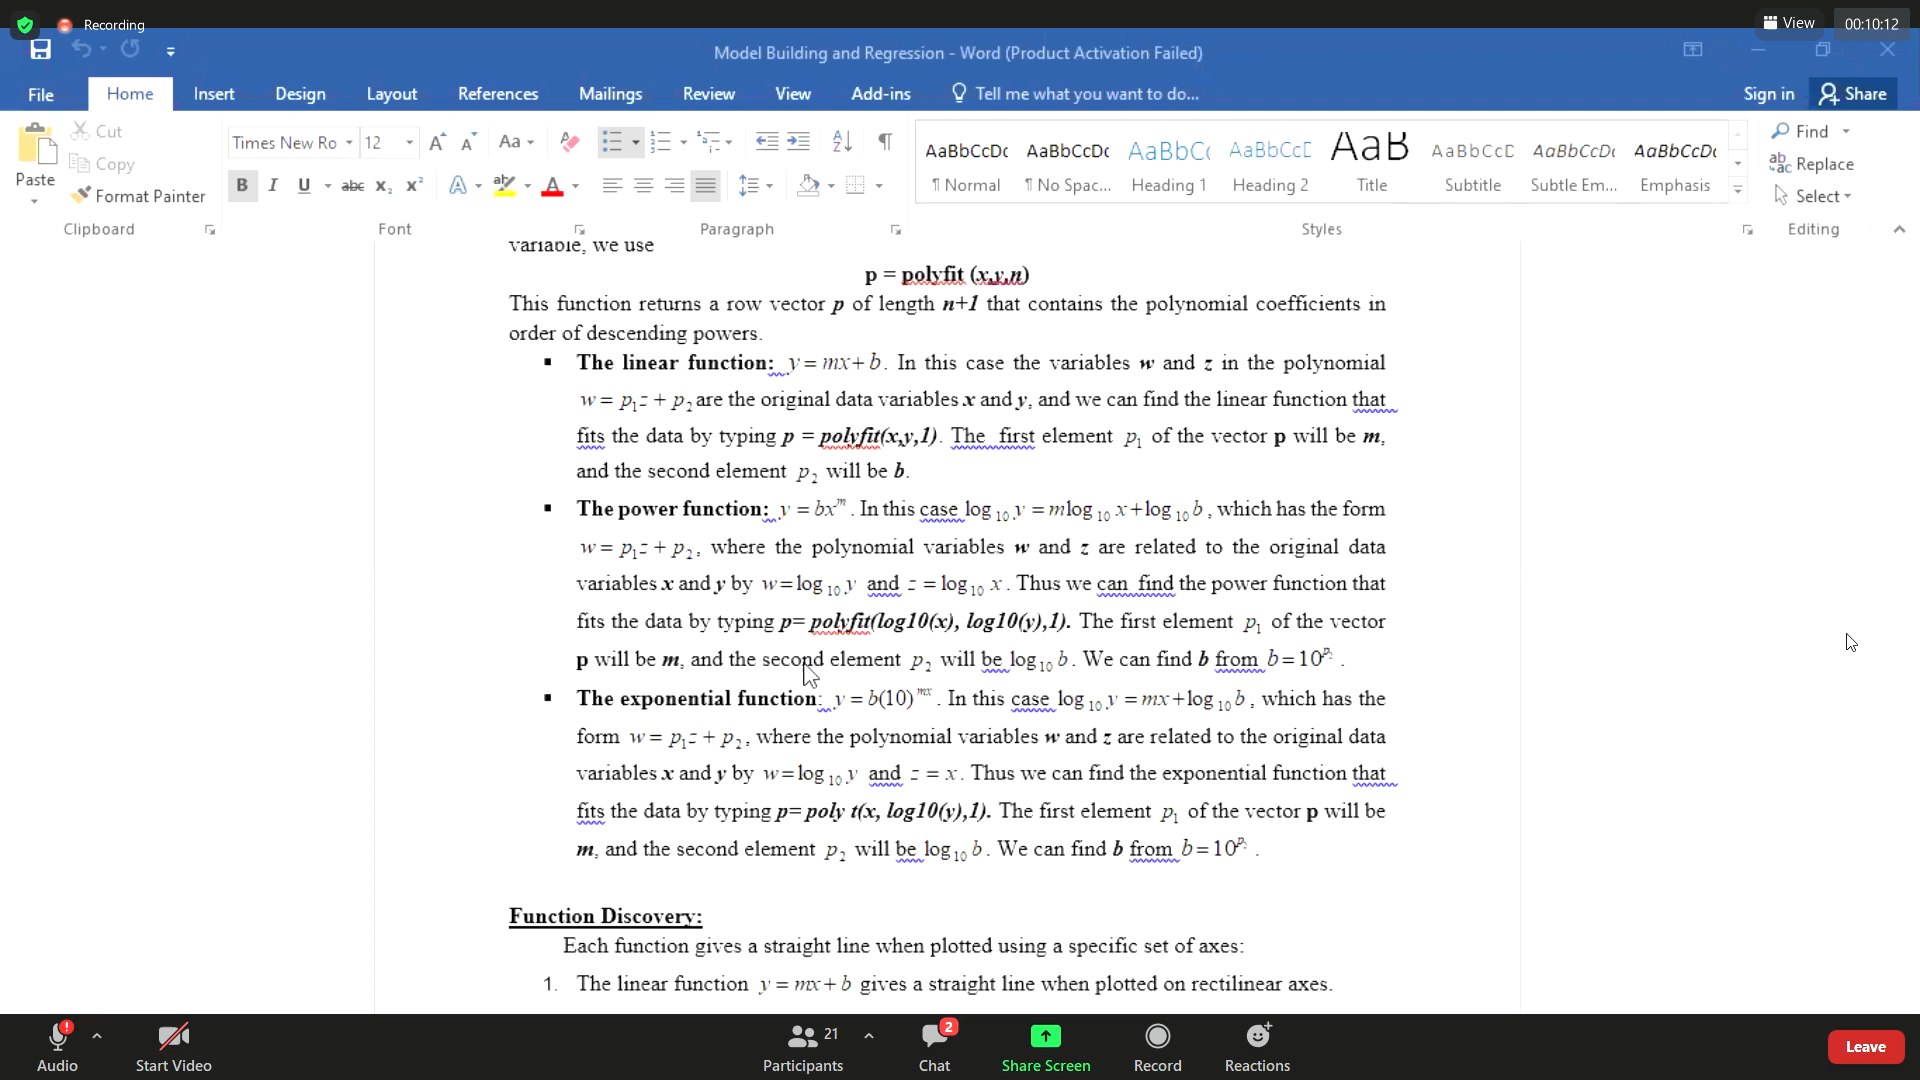 Recording
View
00:10:12
Model Building and Regression - Word (Product Activation Failed)
File Home Insert Design Layout References Mailings Review View Add-ins Tell me what you want to do... Sign in Share
Paste Cut Copy Format Painter
Times New Ro 12 Aa
B I U abc x₂ x² A ab A
AaBbCcDc AaBbCcDc AaBbCc AaBbCcD AaB AaBbCcD AaBbCcDc AaBbCcDc
¶ Normal ¶ No Spac... Heading 1 Heading 2 Title Subtitle Subtle Em... Emphasis
Find Replace Select
Clipboard Font Paragraph Styles Editing
variable, we use
p = polyfit (x,y,n)
This function returns a row vector p of length n+1 that contains the polynomial coefficients in
order of descending powers.
▪ The linear function: y = mx + b. In this case the variables w and z in the polynomial
w = p₁z + p₂ are the original data variables x and y, and we can find the linear function that
fits the data by typing p = polyfit(x,y,1). The first element p₁ of the vector p will be m,
and the second element p₂ will be b.
▪ The power function: y = bxᵐ. In this case log₁₀ y = m log₁₀ x + log₁₀ b, which has the form
w = p₁z + p₂, where the polynomial variables w and z are related to the original data
variables x and y by w = log₁₀ y and z = log₁₀ x. Thus we can find the power function that
fits the data by typing p= polyfit(log10(x), log10(y),1). The first element p₁ of the vector
p will be m, and the second element p₂ will be log₁₀ b. We can find b from b = 10^p₂.
▪ The exponential function: y = b(10)^mx. In this case log₁₀ y = mx + log₁₀ b, which has the
form w = p₁z + p₂, where the polynomial variables w and z are related to the original data
variables x and y by w = log₁₀ y and z = x. Thus we can find the exponential function that
fits the data by typing p= poly t(x, log10(y),1). The first element p₁ of the vector p will be
m, and the second element p₂ will be log₁₀ b. We can find b from b = 10^p₂.
Function Discovery:
Each function gives a straight line when plotted using a specific set of axes:
1. The linear function y = mx + b gives a straight line when plotted on rectilinear axes.
21 2
Audio Start Video Participants Chat Share Screen Record Reactions Leave